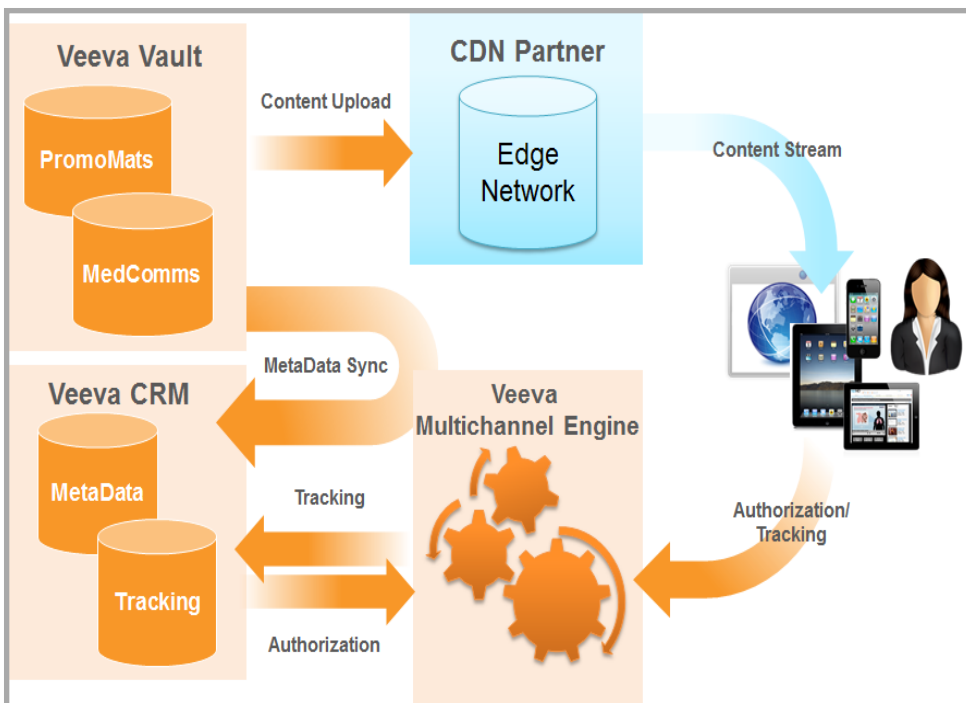 Veeva Vault
PromoMats
MedComms
Content Upload
CDN Partner
Edge
Network
Content Stream
MetaData Sync
Veeva CRM
MetaData
Tracking
Tracking
Authorization
Veeva
Multichannel Engine
Authorization/
Tracking